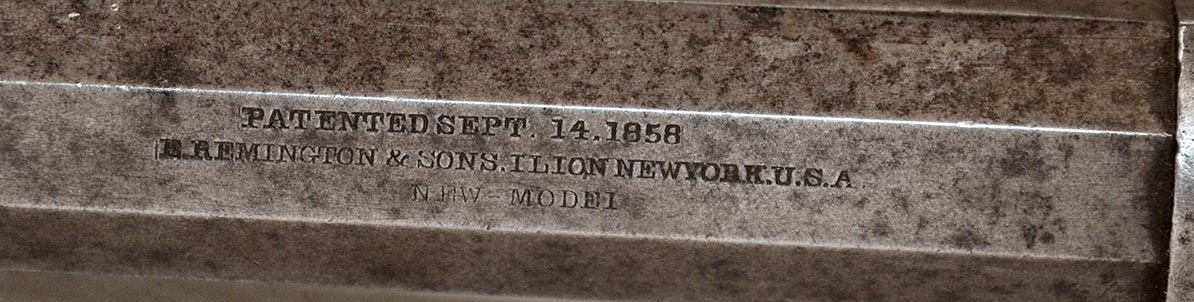 PATENTED SEPT. 14.1858
E.REMINGTON & SONS.ILION NEWYORK.U.S.A
NEW-MODEL